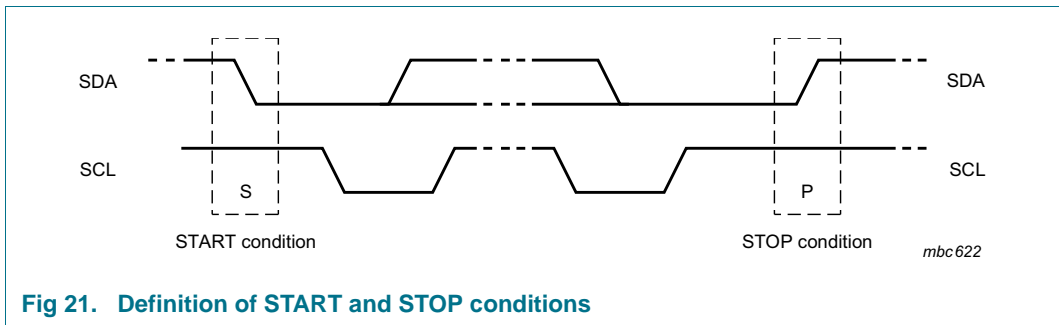 SDA SDA
SCL SCL
S P
START condition STOP condition
mbc622
Fig 21. Definition of START and STOP conditions